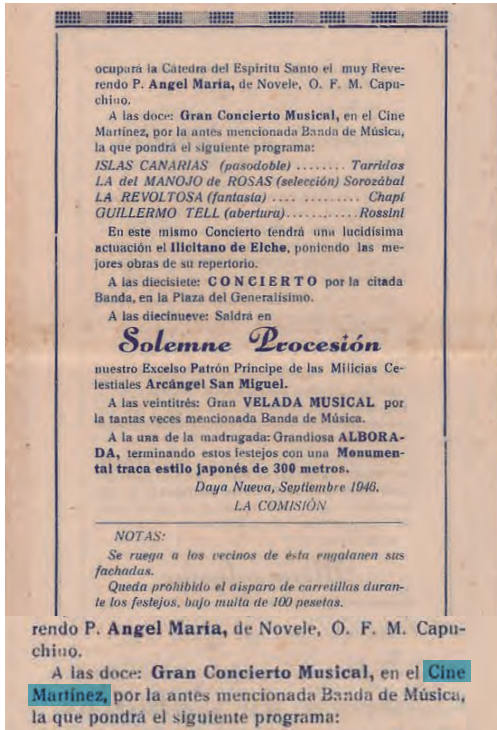 ocupará la Cátedra del Espíritu Santo el muy Reve-
rendo P. Angel María, de Novele, O. F. M. Capu-
chino.
A las doce: Gran Concierto Musical, en el Cine
Martínez, por la antes mencionada Banda de Música,
la que pondrá el siguiente programa:
ISLAS CANARIAS (pasodoble) ........ Tarridas
LA del MANOJO de ROSAS (selección) Sorozábal
LA REVOLTOSA (fantasía) .... ......... Chapí
GUILLERMO TELL (abertura)............ Rossini
En este mismo Concierto tendrá una lucidísima
actuación el Illcitano de Elche, poniendo las me-
jores obras de su repertorio.
A las diecisiete: CONCIERTO por la citada
Banda, en la Plaza del Generalísimo.
A las diecinueve: Saldrá en
Solemne Procesión
nuestro Excelso Patrón Príncipe de las Milicias Ce-
lestiales Arcángel San Miguel.
A las veintitrés: Gran VELADA MUSICAL por
la tantas veces mencionada Banda de Música.
A la una de la madrugada: Grandiosa ALBORA-
DA, terminando estos festejos con una Monumen-
tal traca estilo japonés de 300 metros.
Daya Nueva, Septiembre 1946.
LA COMISIÓN
NOTAS:
Se ruega a los vecinos de ésta engalanen sus
fachadas.
Queda prohibido el disparo de carretillas duran-
te los festejos, bajo multa de 100 pesetas.
rendo P. Angel María, de Novele, O. F. M. Capu-
chino.
A las doce: Gran Concierto Musical, en el Cine
Martínez, por la antes mencionada Banda de Música,
la que pondrá el siguiente programa: